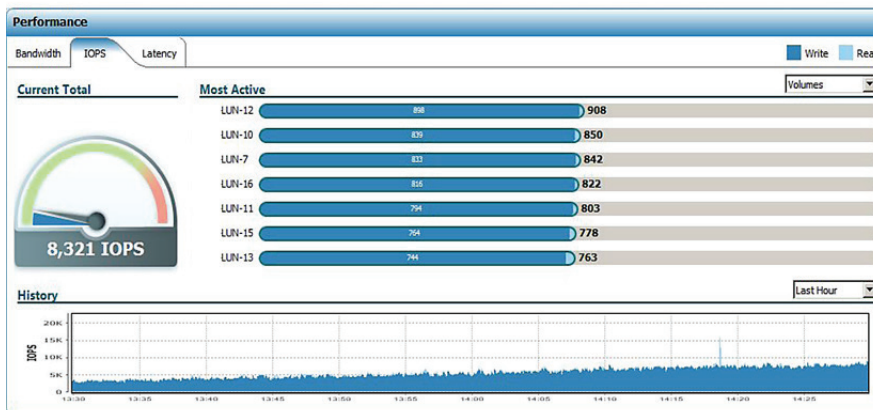 Performance
Bandwidth IOPS Latency Write Rea
Current Total Most Active Volumes
LUN-12 898 908
LUN-10 839 850
LUN-7 833 842
LUN-16 816 822
LUN-11 794 803
LUN-15 764 778
LUN-13 744 763
8,321 IOPS
History Last Hour
20K
15K
10K
5K
0
IOPS
13:30 13:35 13:40 13:45 13:50 13:55 14:00 14:05 14:10 14:15 14:20 14:25